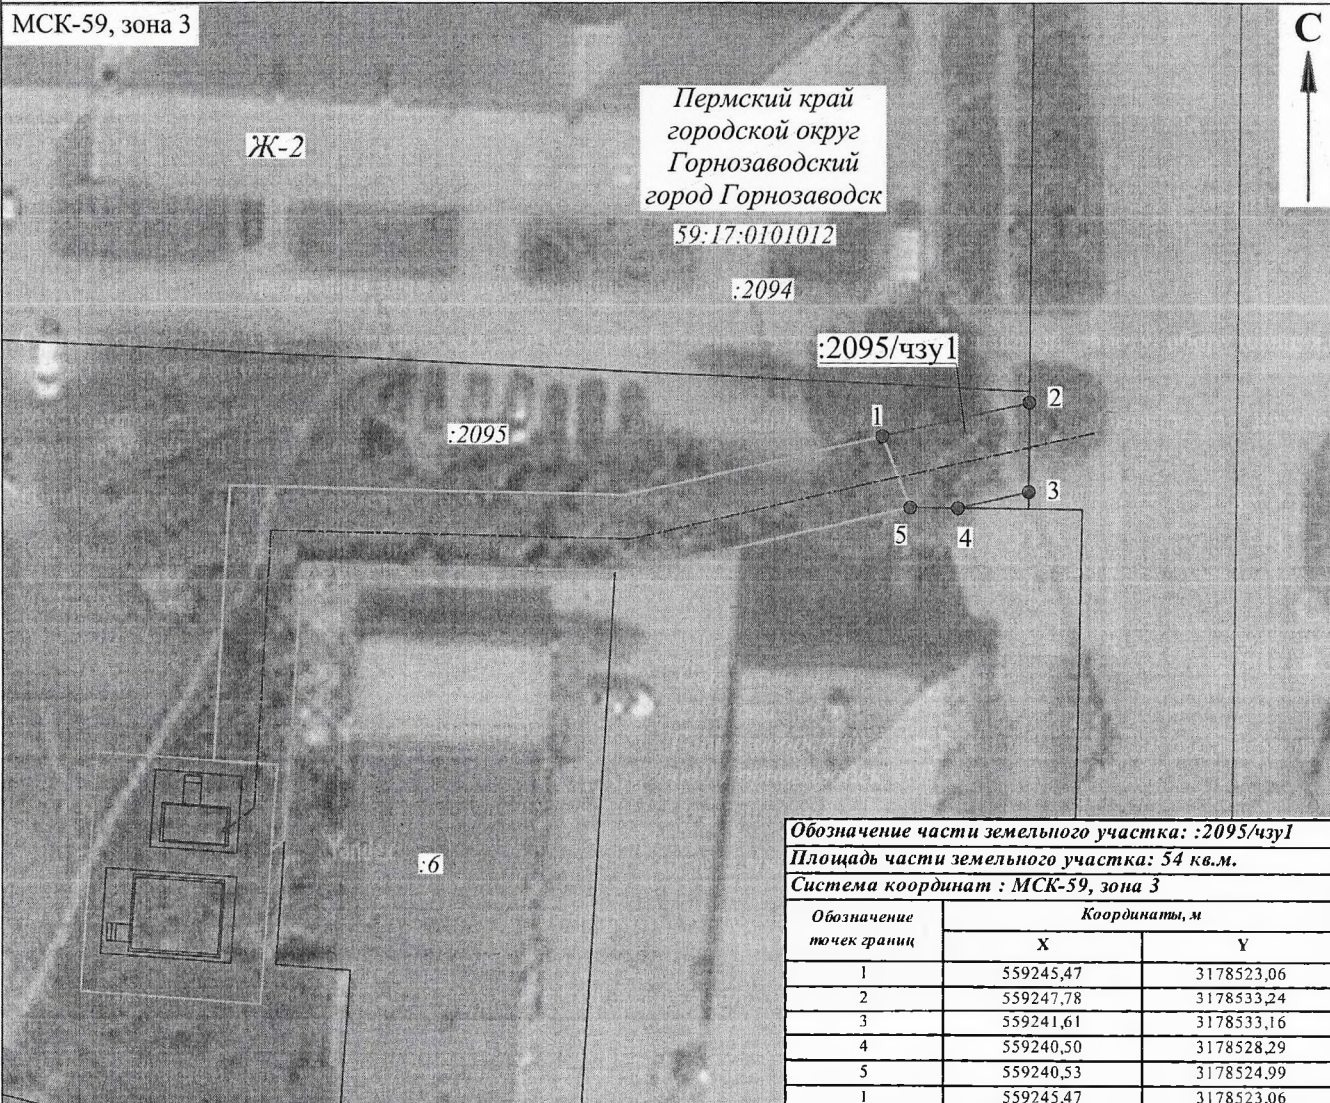 МСК-59, зона 3
С
Пермский край
городской округ
Горнозаводский
город Горнозаводск
59:17:0101012
Ж-2
:2094
:2095/чзу1
:2095
1
2
3
4
5
:6
Обозначение части земельного участка: :2095/чзу1
Площадь части земельного участка: 54 кв.м.
Система координат : МСК-59, зона 3
Обозначение точек границ
Координаты, м
X Y
1 559245,47 3178523,06
2 559247,78 3178533,24
3 559241,61 3178533,16
4 559240,50 3178528,29
5 559240,53 3178524,99
1 559245,47 3178523,06